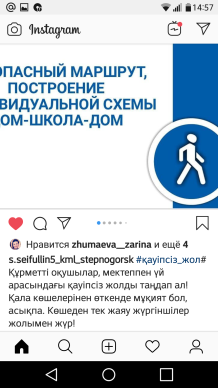 14:57
Instagram
ОПАСНЫЙ МАРШРУТ,
ПОСТРОЕНИЕ
ВИДУАЛЬНОЙ СХЕМЫ
ОМ-ШКОЛА-ДОМ
Нравится zhumaeva__zarina и ещё 4
s.seifullin5_kml_stepnogorsk #қауіпсіз_жол#
Құрметті оқушылар, мектеппен үй
арасындағы қауіпсіз жолды таңдап ал!
Қала көшелерінен өткенде мұқият бол,
асықпа. Көшеден тек жаяу жүргіншілер
жолымен жүр!